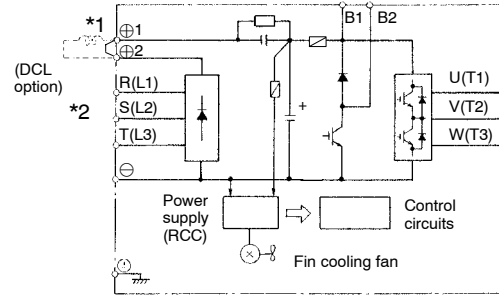 *1
⊕1
⊕2
B1 B2
(DCL
option)
*2
R(L1)
S(L2)
T(L3)
+
U(T1)
V(T2)
W(T3)
⊖
Power
supply
(RCC)
Control
circuits
Fin cooling fan